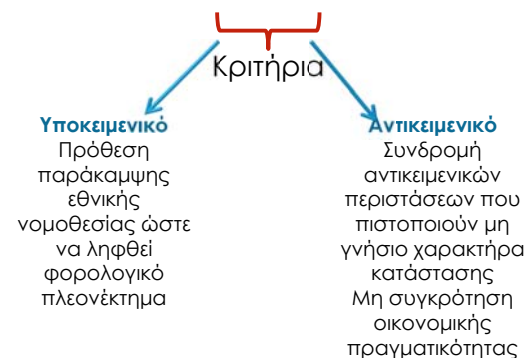 Κριτήρια
Υποκειμενικό
Πρόθεση
παράκαμψης
εθνικής
νομοθεσίας ώστε
να ληφθεί
φορολογικό
πλεονέκτημα
Αντικειμενικό
Συνδρομή
αντικειμενικών
περιστάσεων που
πιστοποιούν μη
γνήσιο χαρακτήρα
κατάστασης
Μη συγκρότηση
οικονομικής
πραγματικότητας